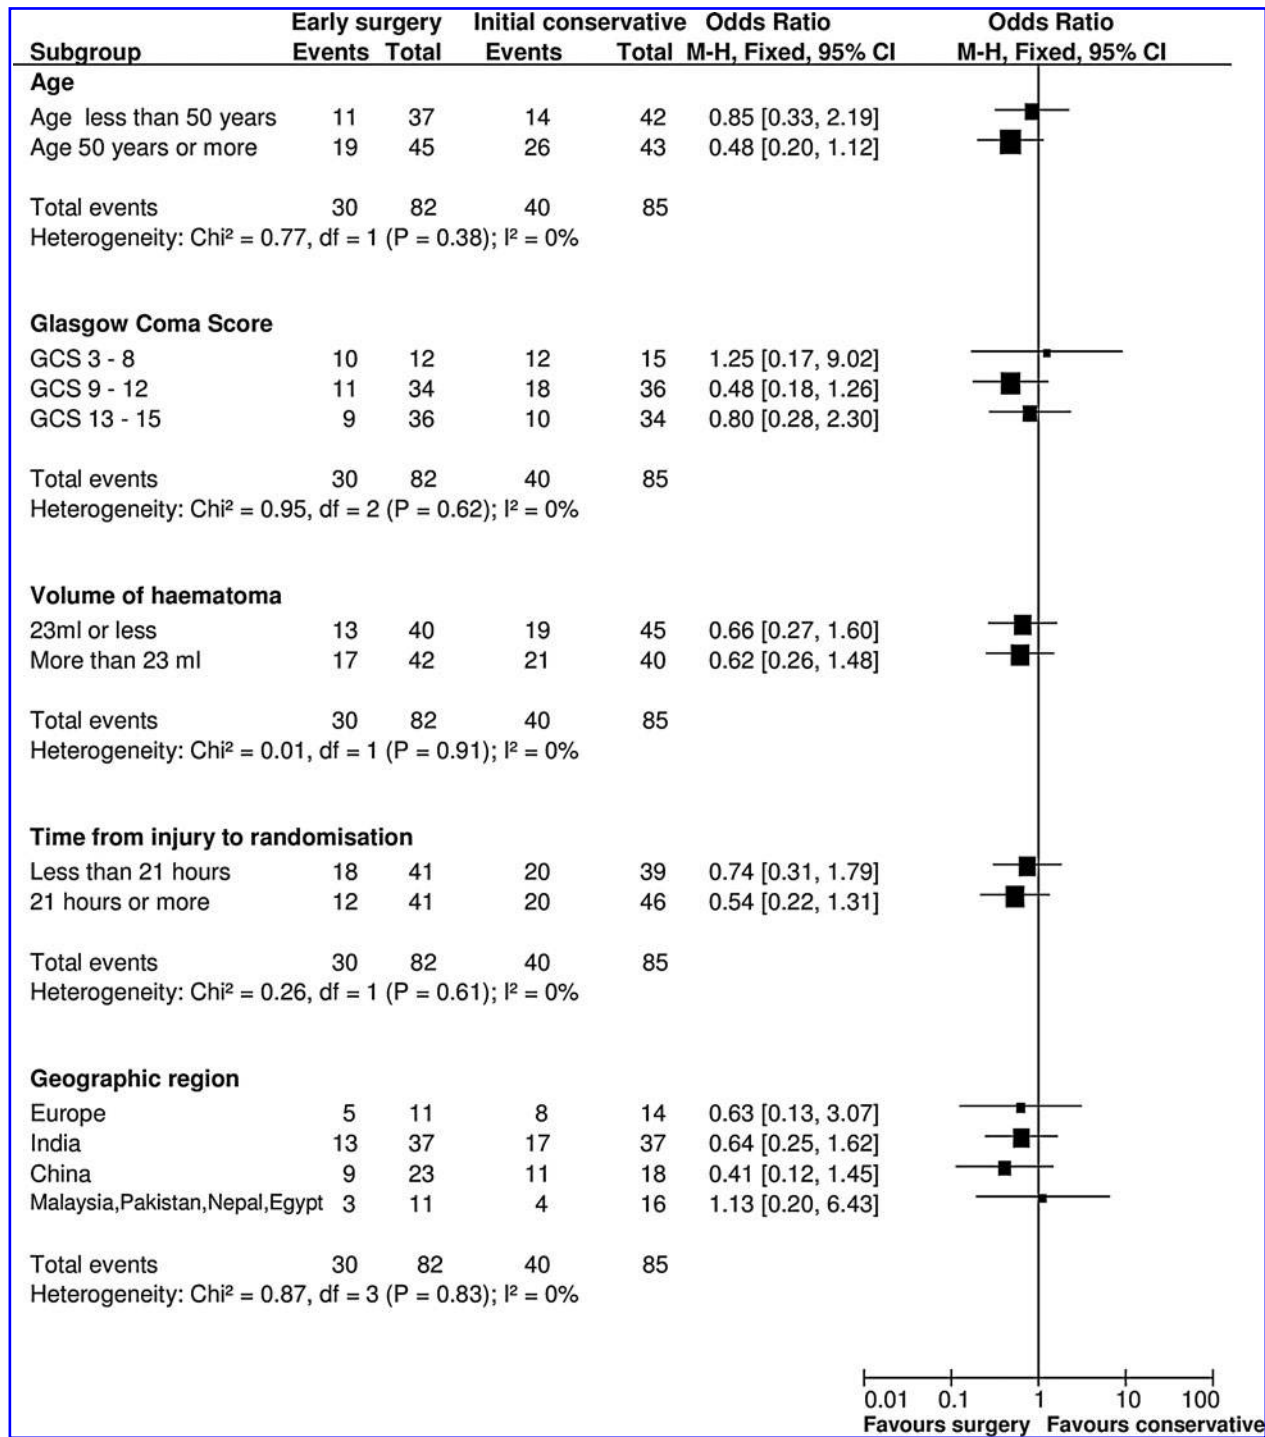 Early surgery Initial conservative Odds Ratio Odds Ratio
Subgroup Events Total Events Total M-H, Fixed, 95% CI M-H, Fixed, 95% CI
Age
Age less than 50 years 11 37 14 42 0.85 [0.33, 2.19]
Age 50 years or more 19 45 26 43 0.48 [0.20, 1.12]
Total events 30 82 40 85
Heterogeneity: Chi² = 0.77, df = 1 (P = 0.38); I² = 0%
Glasgow Coma Score
GCS 3 - 8 10 12 12 15 1.25 [0.17, 9.02]
GCS 9 - 12 11 34 18 36 0.48 [0.18, 1.26]
GCS 13 - 15 9 36 10 34 0.80 [0.28, 2.30]
Total events 30 82 40 85
Heterogeneity: Chi² = 0.95, df = 2 (P = 0.62); I² = 0%
Volume of haematoma
23ml or less 13 40 19 45 0.66 [0.27, 1.60]
More than 23 ml 17 42 21 40 0.62 [0.26, 1.48]
Total events 30 82 40 85
Heterogeneity: Chi² = 0.01, df = 1 (P = 0.91); I² = 0%
Time from injury to randomisation
Less than 21 hours 18 41 20 39 0.74 [0.31, 1.79]
21 hours or more 12 41 20 46 0.54 [0.22, 1.31]
Total events 30 82 40 85
Heterogeneity: Chi² = 0.26, df = 1 (P = 0.61); I² = 0%
Geographic region
Europe 5 11 8 14 0.63 [0.13, 3.07]
India 13 37 17 37 0.64 [0.25, 1.62]
China 9 23 11 18 0.41 [0.12, 1.45]
Malaysia,Pakistan,Nepal,Egypt 3 11 4 16 1.13 [0.20, 6.43]
Total events 30 82 40 85
Heterogeneity: Chi² = 0.87, df = 3 (P = 0.83); I² = 0%
0.01 0.1 1 10 100
Favours surgery Favours conservative